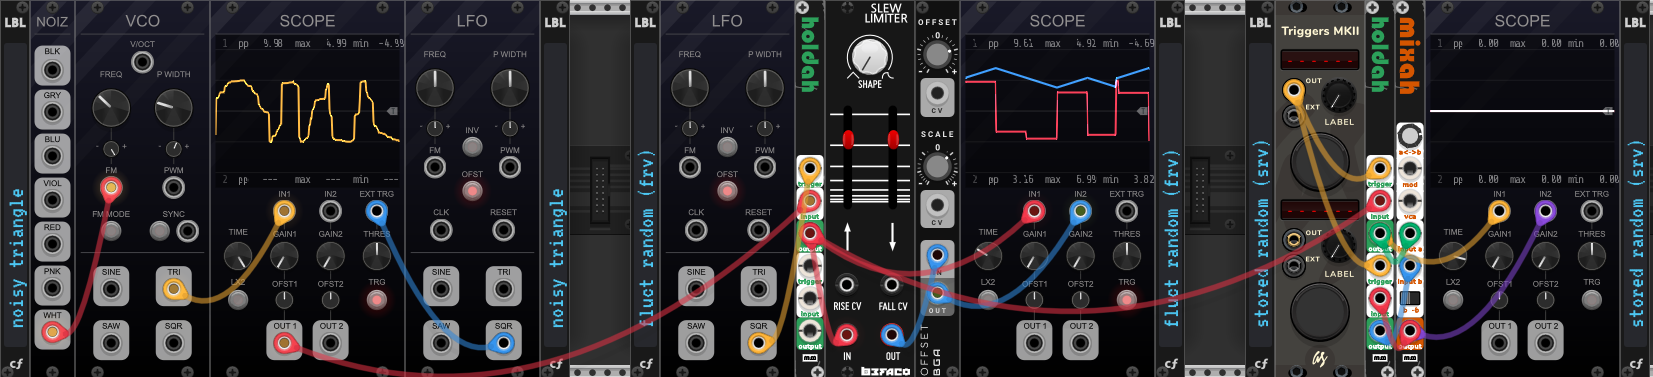 LBL
noisy triangle
cf
NOIZ
BLK
GRY
BLU
VIOL
RED
PNK
WHT
VCO
V/OCT
FREQ
P WIDTH
- +
- +
FM
PWM
FM MODE
SYNC
SINE
TRI
SAW
SQR
SCOPE
1 pp 9.98 max 4.99 min -4.99
2 pp --- max --- min ---
IN1
IN2
EXT TRG
TIME
GAIN1
GAIN2
THRES
LX2
OFST1
OFST2
TRG
OUT 1
OUT 2
LFO
FREQ
P WIDTH
- +
- +
INV
FM
PWM
OFST
CLK
RESET
SINE
TRI
SAW
SQR
LBL
noisy triangle
cf
LBL
fluct random (frv)
cf
LFO
FREQ
P WIDTH
- +
- +
INV
FM
PWM
OFST
CLK
RESET
SINE
TRI
SAW
SQR
holdah
trigger
input
output
trigger
input
output
SLEW
LIMITER
SHAPE
RISE CV
FALL CV
IN
OUT
BEFACO
OFFSET
0
- +
CV
SCALE
0
- +
CV
IN
OUT
OFFSET
BGA
SCOPE
1 pp 9.61 max 4.92 min -4.69
2 pp 3.16 max 6.99 min 3.82
IN1
IN2
EXT TRG
TIME
GAIN1
GAIN2
THRES
LX2
OFST1
OFST2
TRG
OUT 1
OUT 2
LBL
fluct random (frv)
cf
LBL
stored random (srv)
cf
Triggers MKII
OUT
EXT
LABEL
OUT
EXT
LABEL
holdah
trigger
input
output
trigger
input
output
mixah
a<->b
mod
vca
input a
b -b
output
SCOPE
1 pp 0.00 max 0.00 min 0.00
2 pp 0.00 max 0.00 min 0.00
IN1
IN2
EXT TRG
TIME
GAIN1
GAIN2
THRES
LX2
OFST1
OFST2
TRG
OUT 1
OUT 2
LBL
stored random (srv)
cf